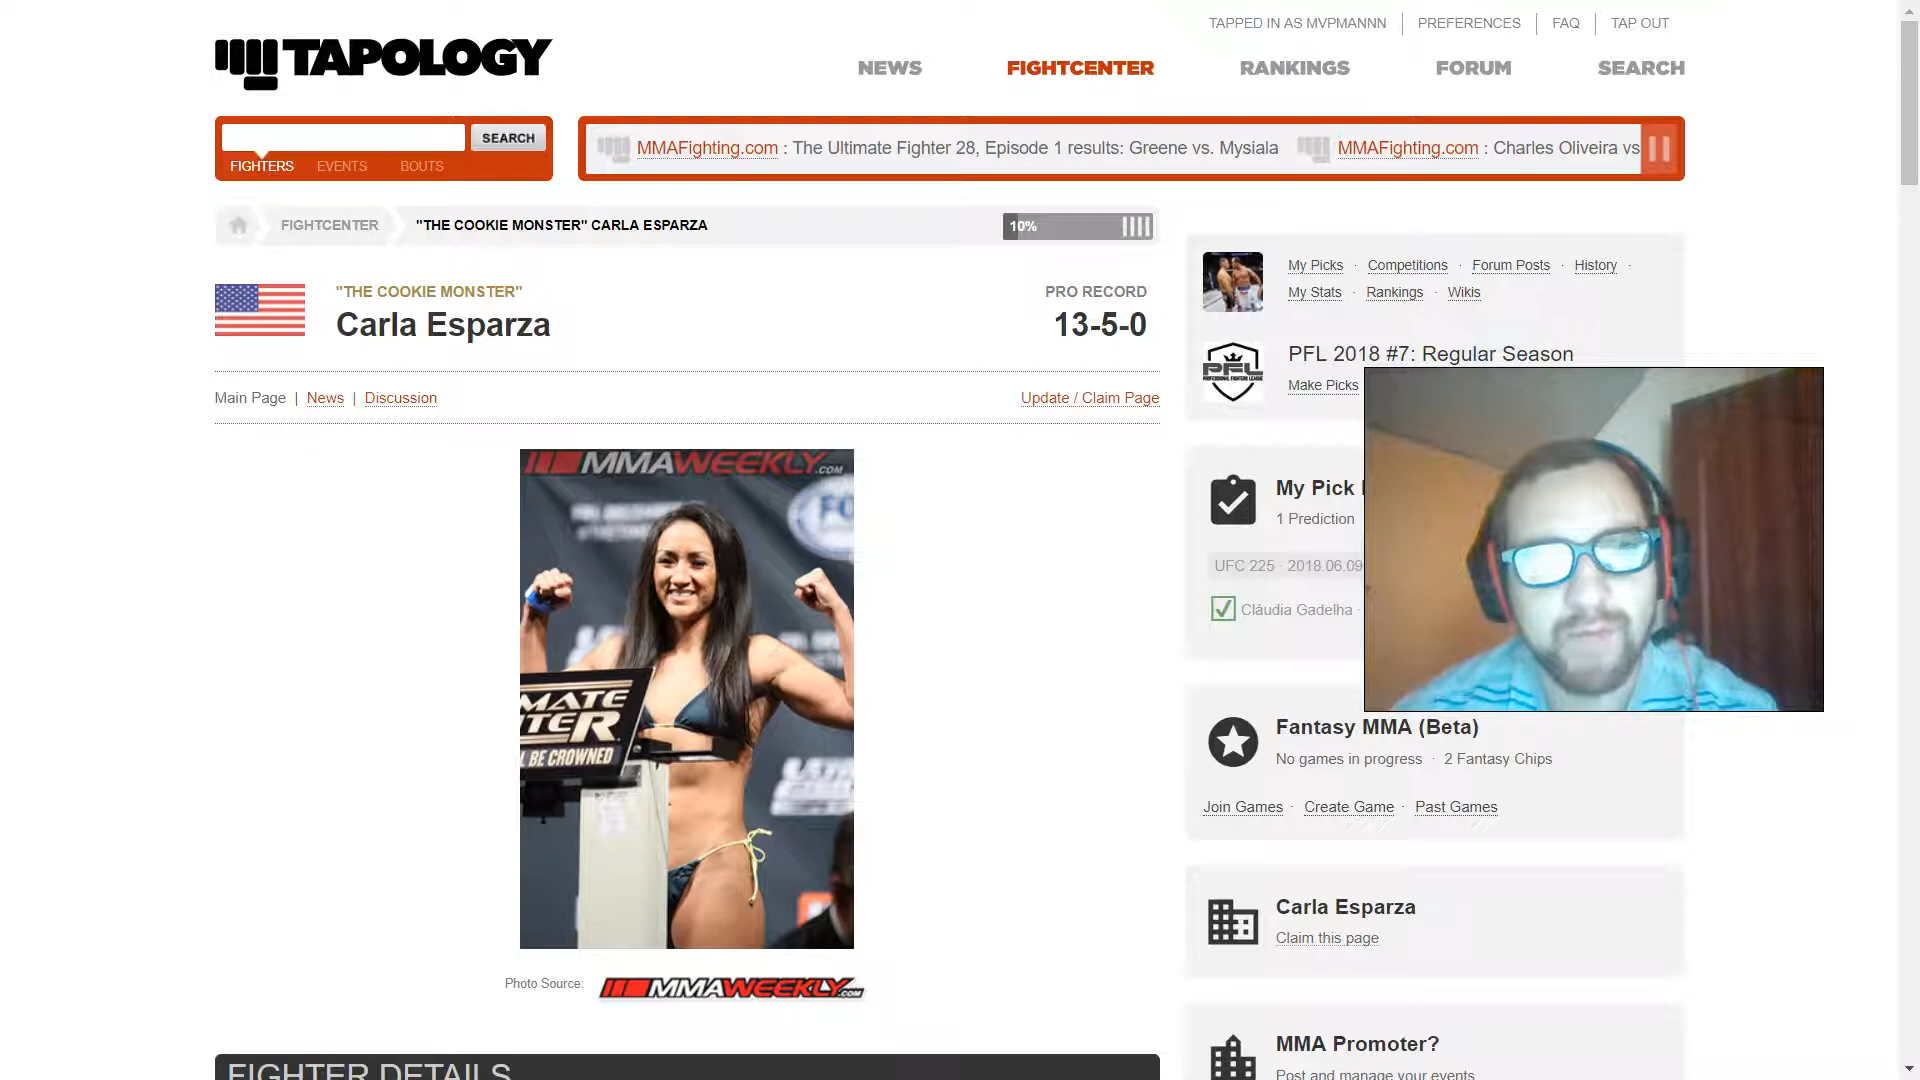 TAPPED IN AS MVPMANNN PREFERENCES FAQ TAP OUT
TAPOLOGY
NEWS FIGHTCENTER RANKINGS FORUM SEARCH
SEARCH
FIGHTERS EVENTS BOUTS
MMAFighting.com : The Ultimate Fighter 28, Episode 1 results: Greene vs. Mysiala MMAFighting.com : Charles Oliveira vs
FIGHTCENTER "THE COOKIE MONSTER" CARLA ESPARZA 10%
"THE COOKIE MONSTER"
Carla Esparza
PRO RECORD
13-5-0
Main Page | News | Discussion Update / Claim Page
MMAWEEKLY.COM
MATE
TER
L BE CROWNED
Photo Source: MMAWEEKLY.COM
FIGHTER DETAILS
My Picks · Competitions · Forum Posts · History ·
My Stats · Rankings · Wikis
PFL
PFL 2018 #7: Regular Season
Make Picks
My Pick
1 Prediction
UFC 225 · 2018.06.09
Cláudia Gadelha ·
Fantasy MMA (Beta)
No games in progress · 2 Fantasy Chips
Join Games · Create Game · Past Games
Carla Esparza
Claim this page
MMA Promoter?
Post and manage your events